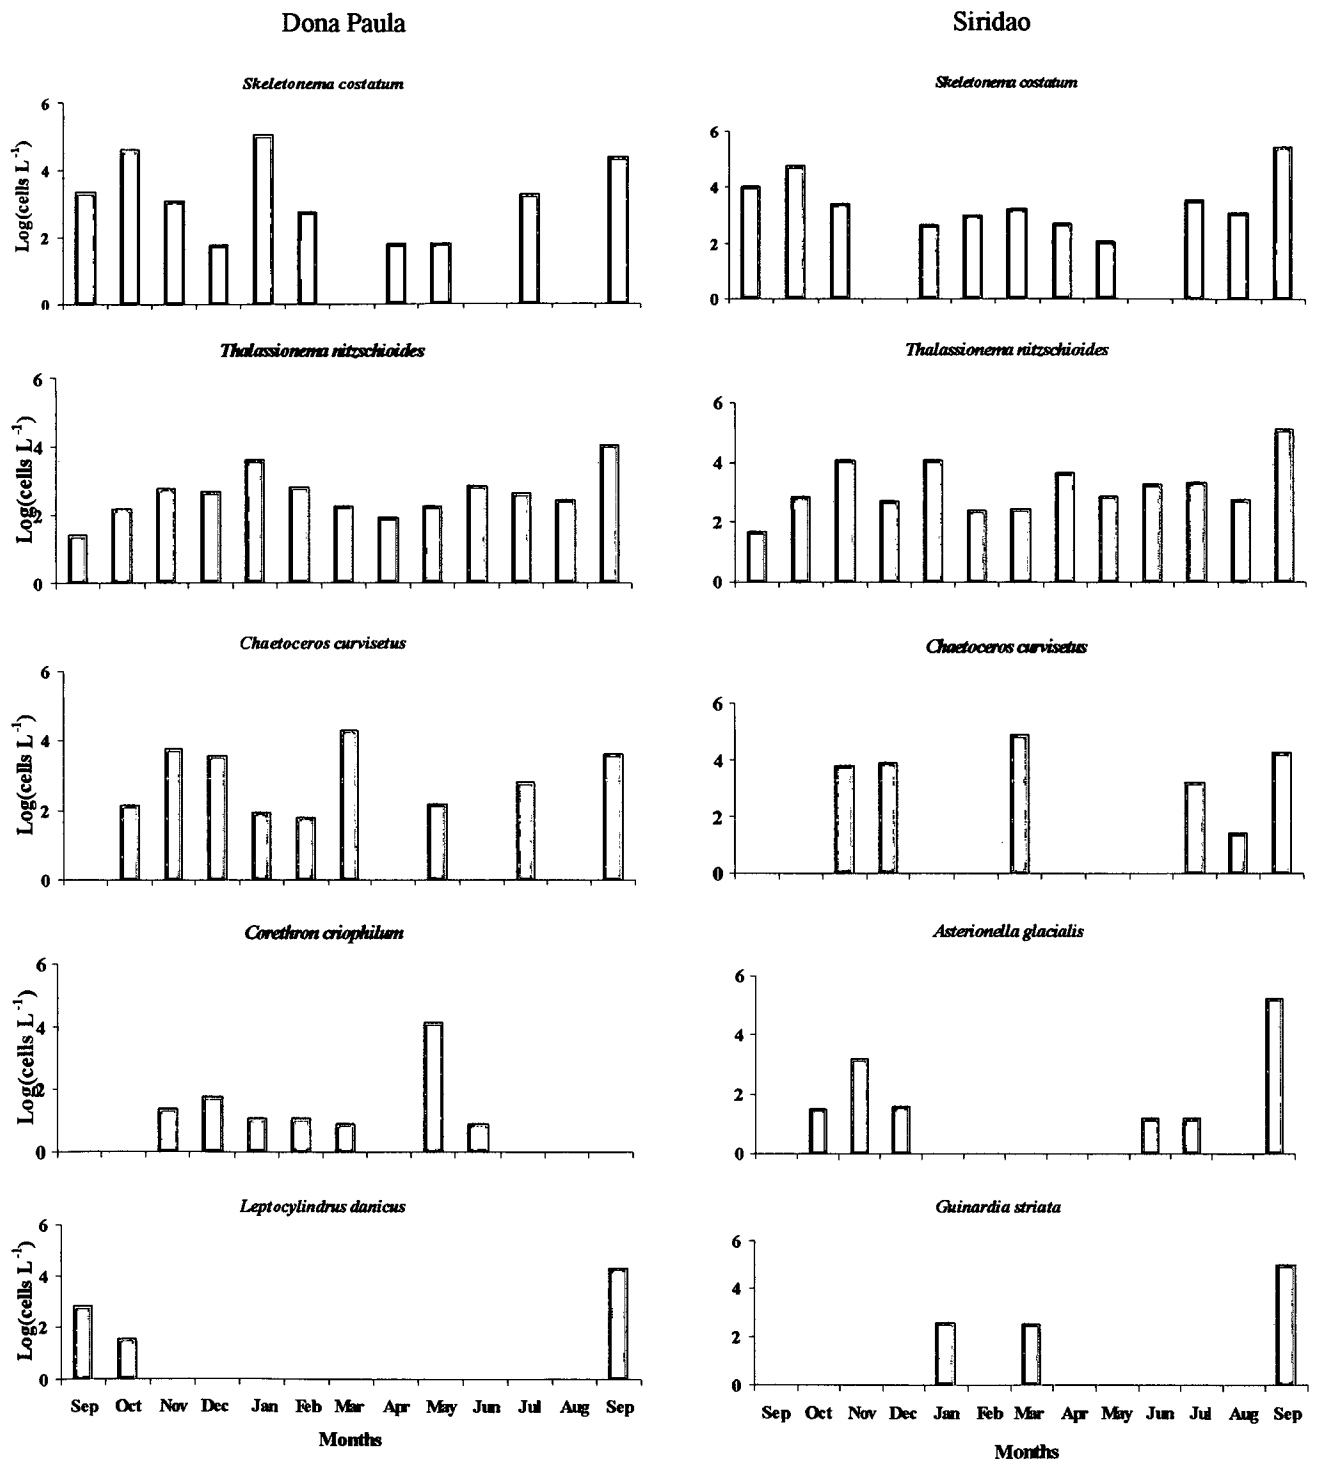 Dona Paula
Siridao
Skeletonema costatum
Skeletonema costatum
6
4
2
0
Log(cells L⁻¹)
6
4
2
0
Thalassionema nitzschioides
Thalassionema nitzschioides
6
4
2
0
Log(cells L⁻¹)
6
4
2
0
Chaetoceros curvisetus
Chaetoceros curvisetus
6
4
2
0
Log(cells L⁻¹)
6
4
2
0
Corethron criophilum
Asterionella glacialis
6
4
2
0
Log(cells L⁻¹)
6
4
2
0
Leptocylindrus danicus
Guinardia striata
6
4
2
0
Log(cells L⁻¹)
6
4
2
0
Sep Oct Nov Dec Jan Feb Mar Apr May Jun Jul Aug Sep
Sep Oct Nov Dec Jan Feb Mar Apr May Jun Jul Aug Sep
Months
Months